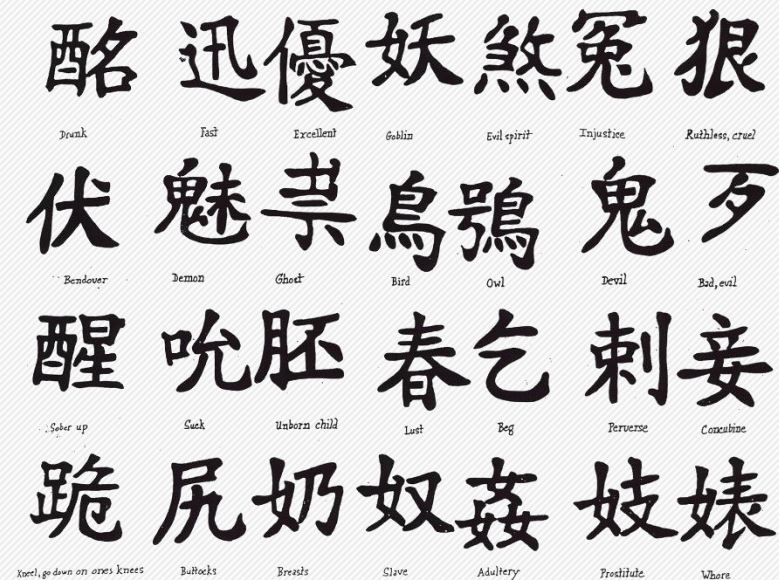 酩 迅 優 妖 煞 冤 狠
Drunk Fast Excellent Goblin Evil spirit Injustice Ruthless, cruel
伏 魅 祟 鳥 鴞 鬼 歹
Bendover Demon Ghost Bird Owl Devil Bad, evil
醒 吮 胚 春 乞 刺 妾
Sober up Suck Unborn child Lust Beg Perverse Concubine
跪 尻 奶 奴 姦 妓 婊
Kneel, go down on ones knees Buttocks Breasts Slave Adultery Prostitute Whore